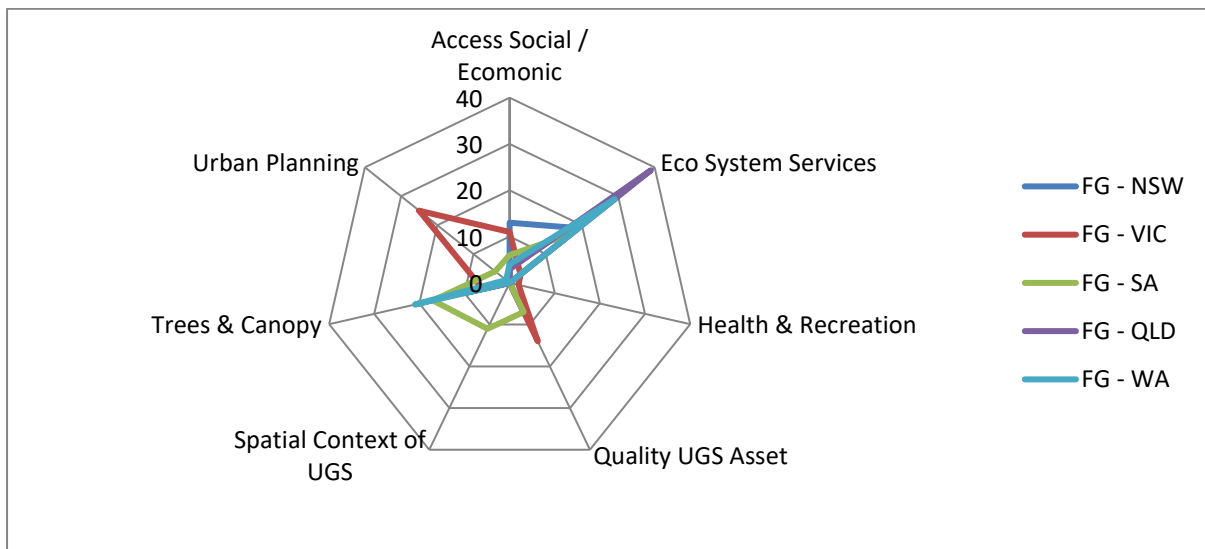 Access Social /
Ecomonic
40
30
20
10
0
Urban Planning
Eco System Services
Trees & Canopy
Health & Recreation
Spatial Context of
UGS
Quality UGS Asset
FG - NSW
FG - VIC
FG - SA
FG - QLD
FG - WA